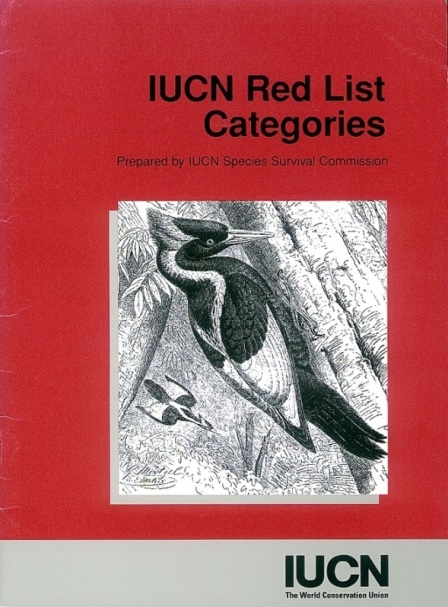 IUCN Red List
Categories
Prepared by IUCN Species Survival Commission
IUCN
The World Conservation Union